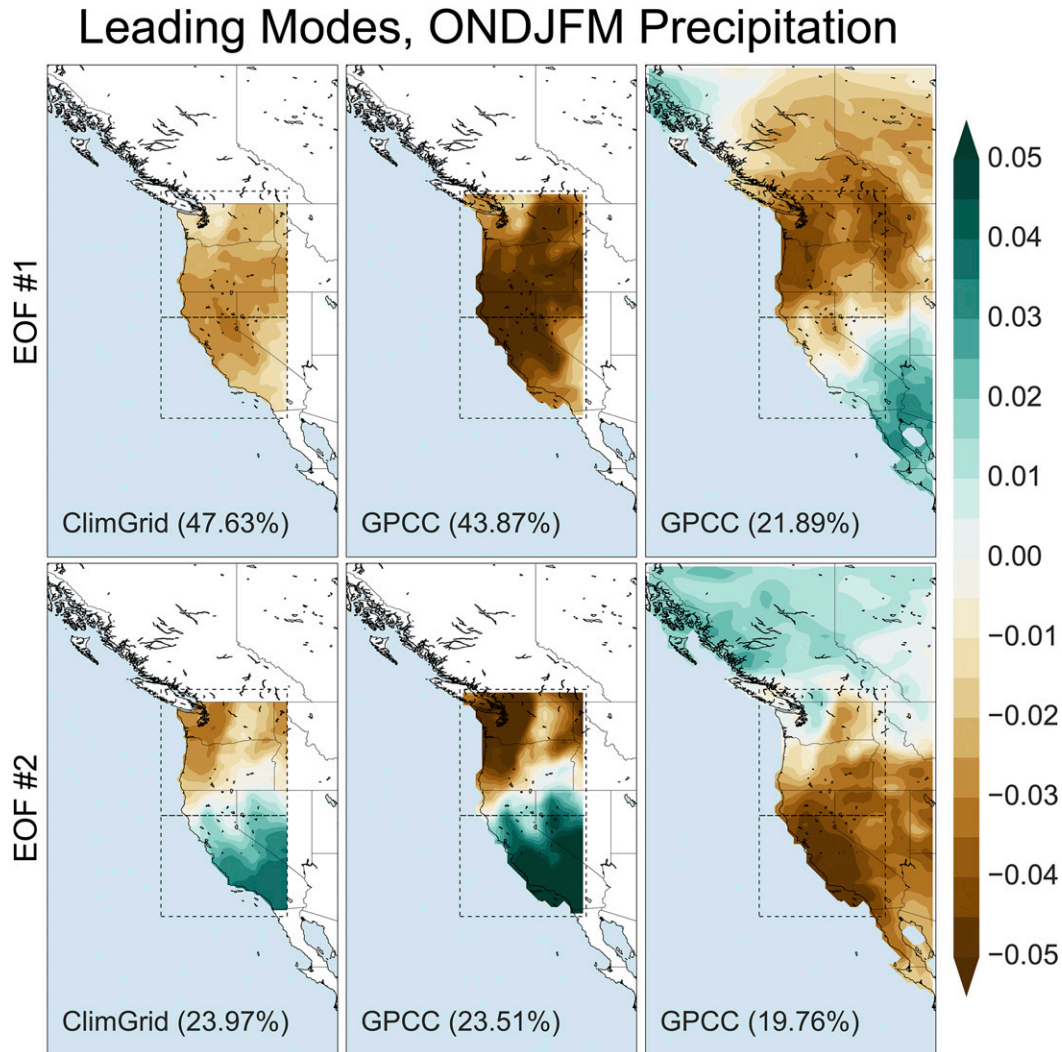 Leading Modes, ONDJFM Precipitation
EOF #1
ClimGrid (47.63%)
GPCC (43.87%)
GPCC (21.89%)
EOF #2
ClimGrid (23.97%)
GPCC (23.51%)
GPCC (19.76%)
0.05
0.04
0.03
0.02
0.01
0.00
−0.01
−0.02
−0.03
−0.04
−0.05